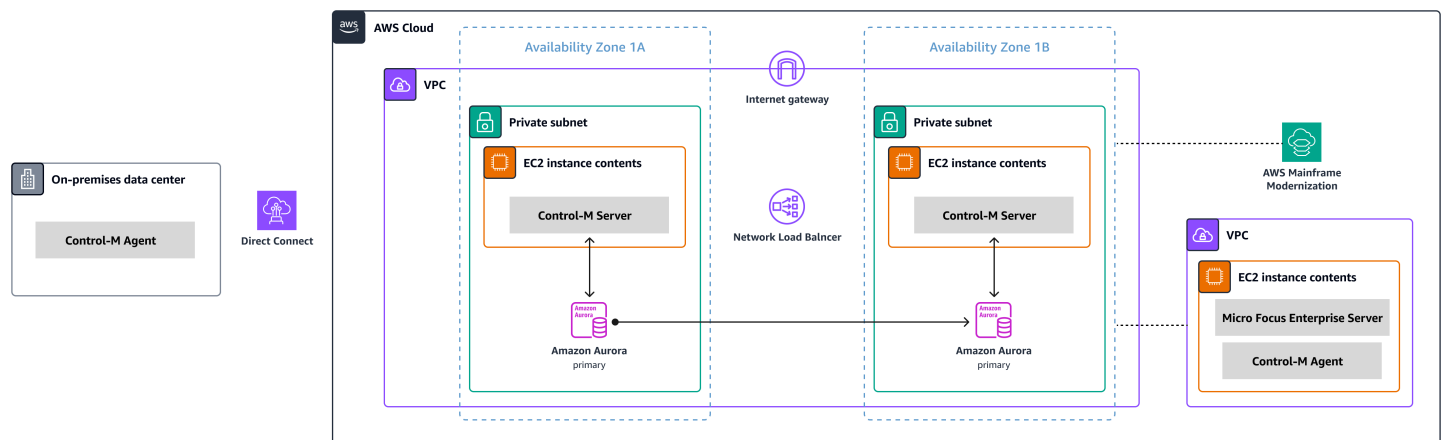 aws
AWS Cloud
Availability Zone 1A
Availability Zone 1B
VPC
Internet gateway
Private subnet
Private subnet
EC2 instance contents
EC2 instance contents
AWS Mainframe
Modernization
On-premises data center
Control-M Agent
Direct Connect
Control-M Server
Network Load Balncer
Control-M Server
VPC
EC2 instance contents
Micro Focus Enterprise Server
Control-M Agent
Amazon
Aurora
Amazon Aurora
primary
Amazon
Aurora
Amazon Aurora
primary